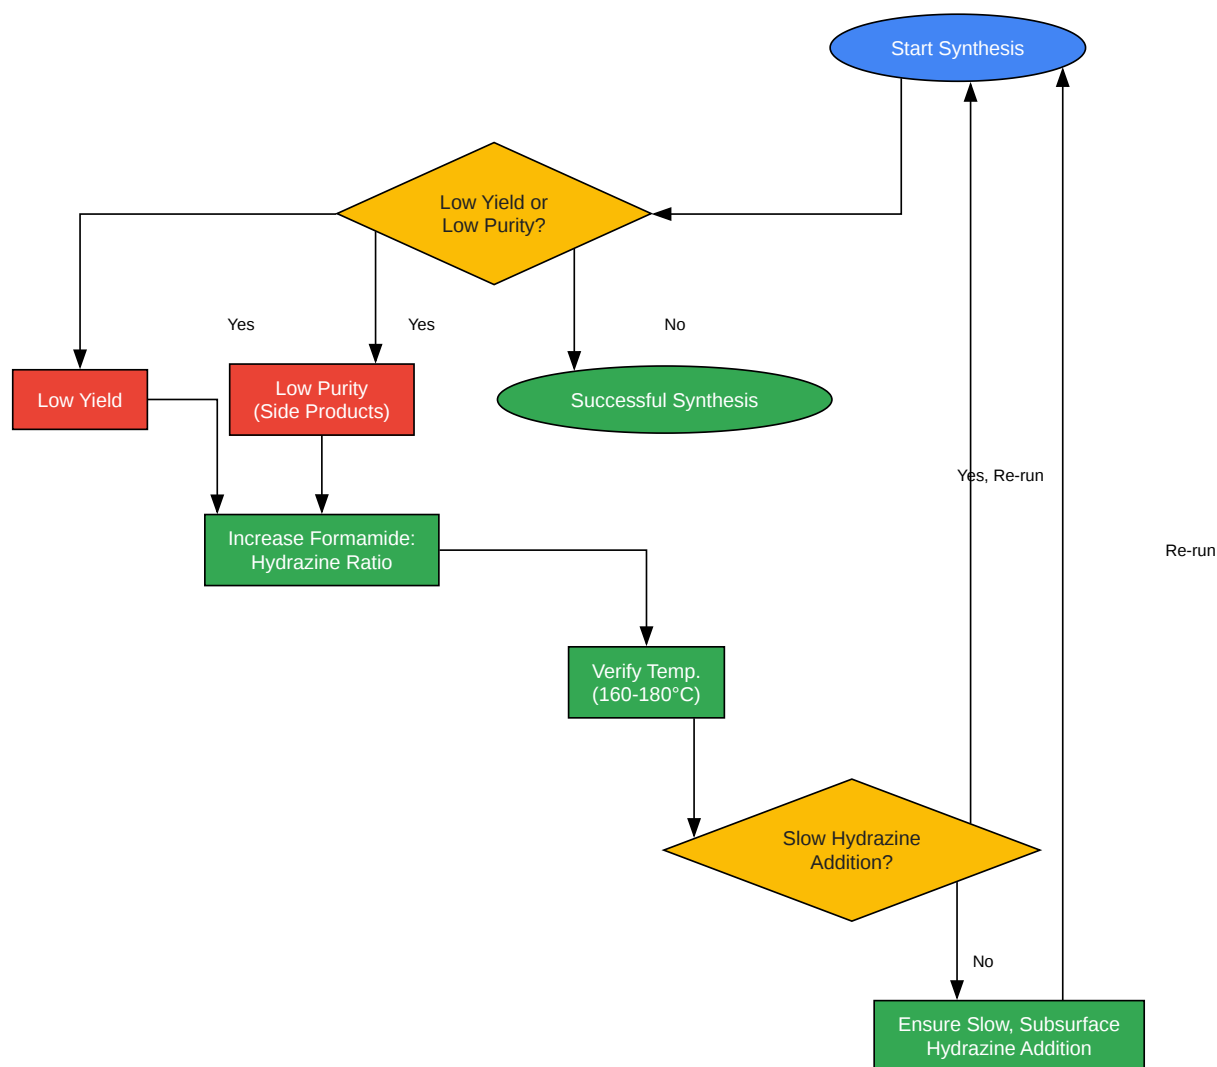 Start Synthesis
Low Yield or
Low Purity?
Yes
Yes
No
Low Yield
Low Purity
(Side Products)
Successful Synthesis
Yes, Re-run
Increase Formamide:
Hydrazine Ratio
Re-run
Verify Temp.
(160-180°C)
Slow Hydrazine
Addition?
No
Ensure Slow, Subsurface
Hydrazine Addition